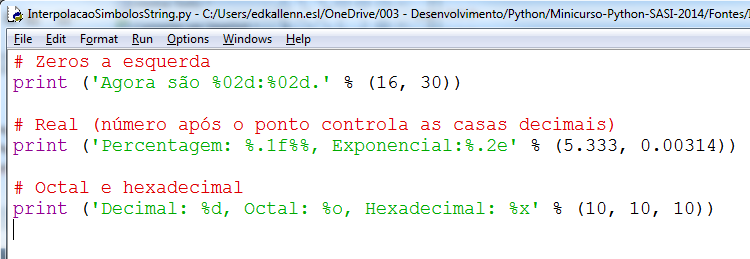 InterpolacaoSimbolosString.py - C:/Users/edkallenn.esl/OneDrive/003 - Desenvolvimento/Python/Minicurso-Python-SASI-2014/Fontes/
File Edit Format Run Options Windows Help
# Zeros a esquerda
print ('Agora são %02d:%02d.' % (16, 30))
# Real (número após o ponto controla as casas decimais)
print ('Percentagem: %.1f%%, Exponencial:%.2e' % (5.333, 0.00314))
# Octal e hexadecimal
print ('Decimal: %d, Octal: %o, Hexadecimal: %x' % (10, 10, 10))